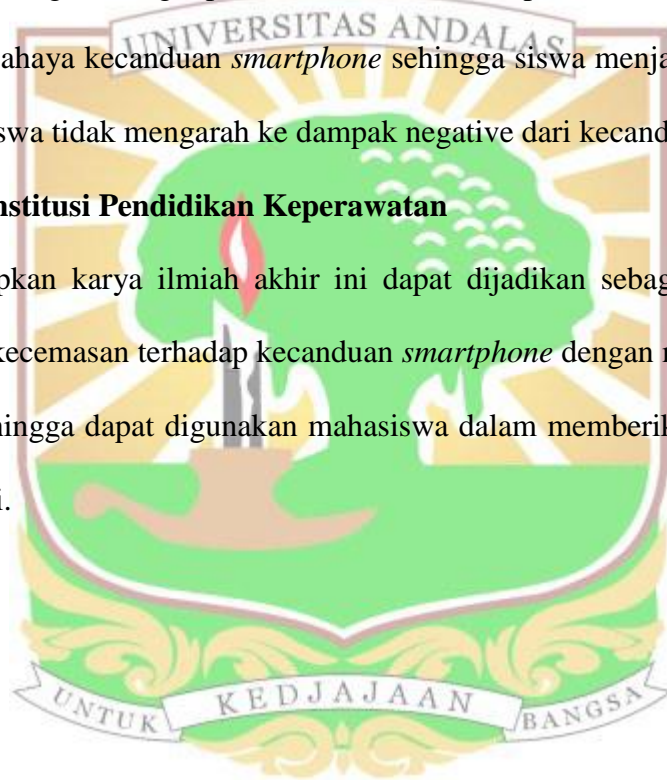 UNIVERSITAS ANDALAS
ahaya kecanduan smartphone sehingga siswa menja
swa tidak mengarah ke dampak negative dari kecand
nstitusi Pendidikan Keperawatan
pkan karya ilmiah akhir ini dapat dijadikan sebag
kecemasan terhadap kecanduan smartphone dengan
hingga dapat digunakan mahasiswa dalam memberik
i.
UNTUK KEDJAJAAN BANGSA